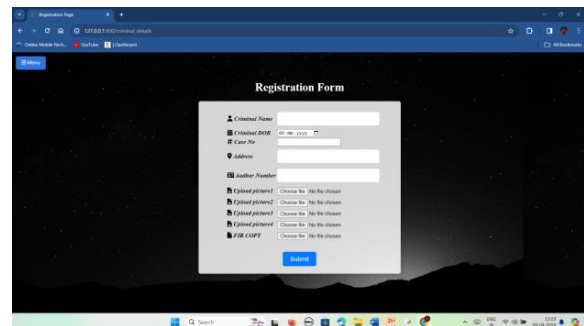 Registration Page
127.0.0.1:8000/criminal_details
YouTube
Dashboard
All Bookmarks
Menu
Registration Form
Criminal Name
Criminal DOB dd-mm-yyyy
Case No
Address
Aadhar Number
Upload picture1 Choose file No file chosen
Upload picture2 Choose file No file chosen
Upload picture3 Choose file No file chosen
Upload picture4 Choose file No file chosen
FIR COPY Choose file No file chosen
Submit
Search
ENG
15:09